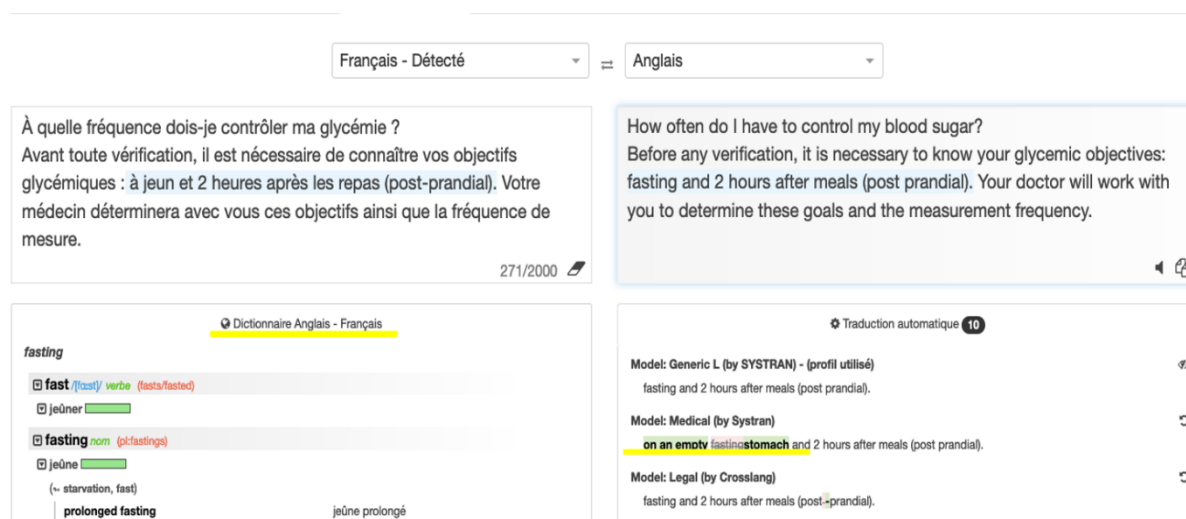 Français - Détecté
Anglais
À quelle fréquence dois-je contrôler ma glycémie ?
Avant toute vérification, il est nécessaire de connaître vos objectifs
glycémiques : à jeun et 2 heures après les repas (post-prandial). Votre
médecin déterminera avec vous ces objectifs ainsi que la fréquence de
mesure.
271/2000
How often do I have to control my blood sugar?
Before any verification, it is necessary to know your glycemic objectives:
fasting and 2 hours after meals (post prandial). Your doctor will work with
you to determine these goals and the measurement frequency.
Dictionnaire Anglais - Français
fasting
fast /[fɑːst]/ verbe (fasts/fasted)
jeûner
fasting nom (pl:fastings)
jeûne
(↔ starvation, fast)
prolonged fasting jeûne prolongé
Traduction automatique 10
Model: Generic L (by SYSTRAN) - (profil utilisé)
fasting and 2 hours after meals (post prandial).
Model: Medical (by Systran)
on an empty fastingstomach and 2 hours after meals (post prandial).
Model: Legal (by Crosslang)
fasting and 2 hours after meals (post -prandial).